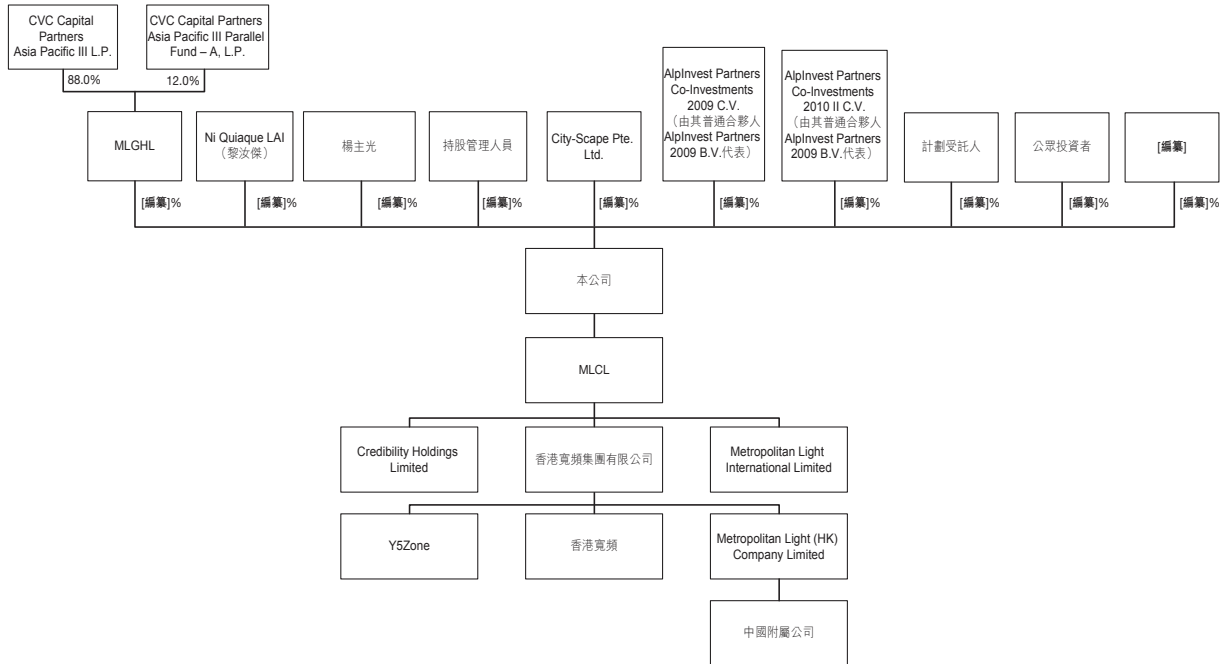 CVC Capital
Partners
Asia Pacific III L.P.
CVC Capital Partners
Asia Pacific III Parallel
Fund – A, L.P.
88.0%
12.0%
MLGHL
Ni Quiaque LAI
（黎汝傑）
楊主光
持股管理人員
City-Scape Pte.
Ltd.
AlpInvest Partners
Co-Investments
2009 C.V.
（由其普通合夥人
AlpInvest Partners
2009 B.V.代表）
AlpInvest Partners
Co-Investments
2010 II C.V.
（由其普通合夥人
AlpInvest Partners
2009 B.V.代表）
計劃受託人
公眾投資者
[編纂]
[編纂]%
[編纂]%
[編纂]%
[編纂]%
[編纂]%
[編纂]%
[編纂]%
[編纂]%
[編纂]%
[編纂]%
本公司
MLCL
Credibility Holdings
Limited
香港寬頻集團有限公司
Metropolitan Light
International Limited
Y5Zone
香港寬頻
Metropolitan Light (HK)
Company Limited
中國附屬公司